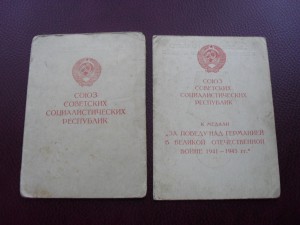 СОЮЗ
СОВЕТСКИХ
СОЦИАЛИСТИЧЕСКИХ
РЕСПУБЛИК
СОЮЗ
СОВЕТСКИХ
СОЦИАЛИСТИЧЕСКИХ
РЕСПУБЛИК
К МЕДАЛИ
„ЗА ПОБЕДУ НАД ГЕРМАНИЕЙ
В ВЕЛИКОЙ ОТЕЧЕСТВЕННОЙ
ВОЙНЕ 1941–1945 гг.“